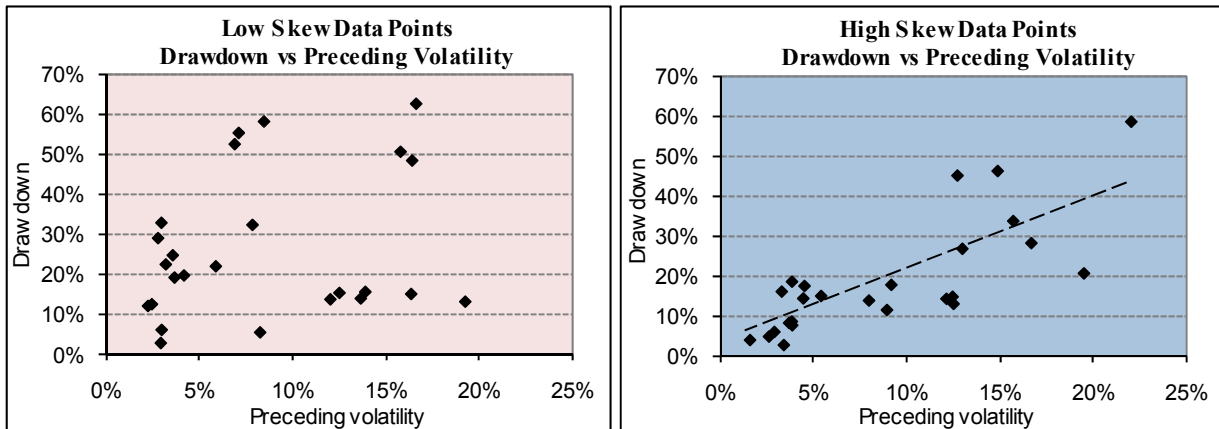 Low Skew Data Points
Drawdown vs Preceding Volatility
70%
60%
50%
40%
30%
20%
10%
0%
Draw down
0% 5% 10% 15% 20% 25%
Preceding volatility
High Skew Data Points
Drawdown vs Preceding Volatility
70%
60%
50%
40%
30%
20%
10%
0%
Draw down
0% 5% 10% 15% 20% 25%
Preceding volatility